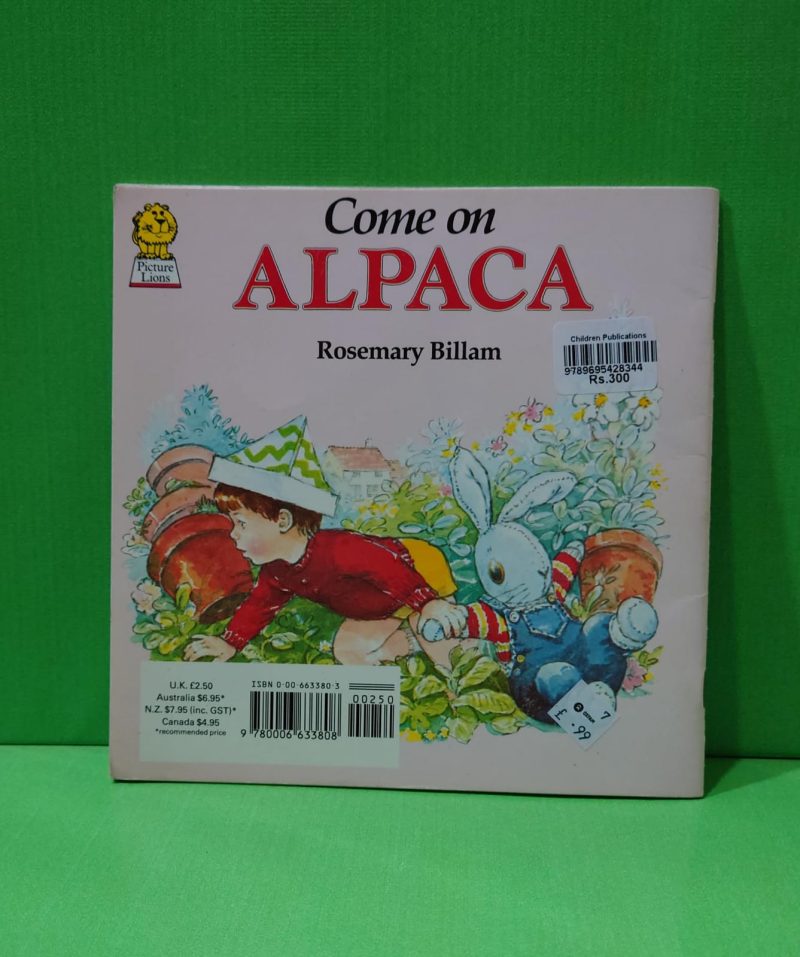 Come on
ALPACA
Picture
Lions
Rosemary Billam
Children Publications
9789695428344
Rs.300
U.K. £2.50
Australia $6.95*
N.Z. $7.95 (inc. GST)*
Canada $4.95
*recommended price
ISBN 0-00-663380-3
00250
9 780006 633808
7
£ .99